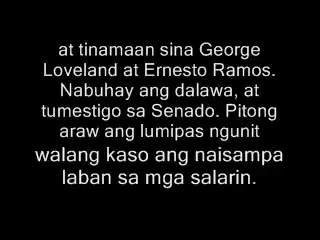 at tinamaan sina George
Loveland at Ernesto Ramos.
Nabuhay ang dalawa, at
tumestigo sa Senado. Pitong
araw ang lumipas ngunit
walang kaso ang naisampa
laban sa mga salarin.